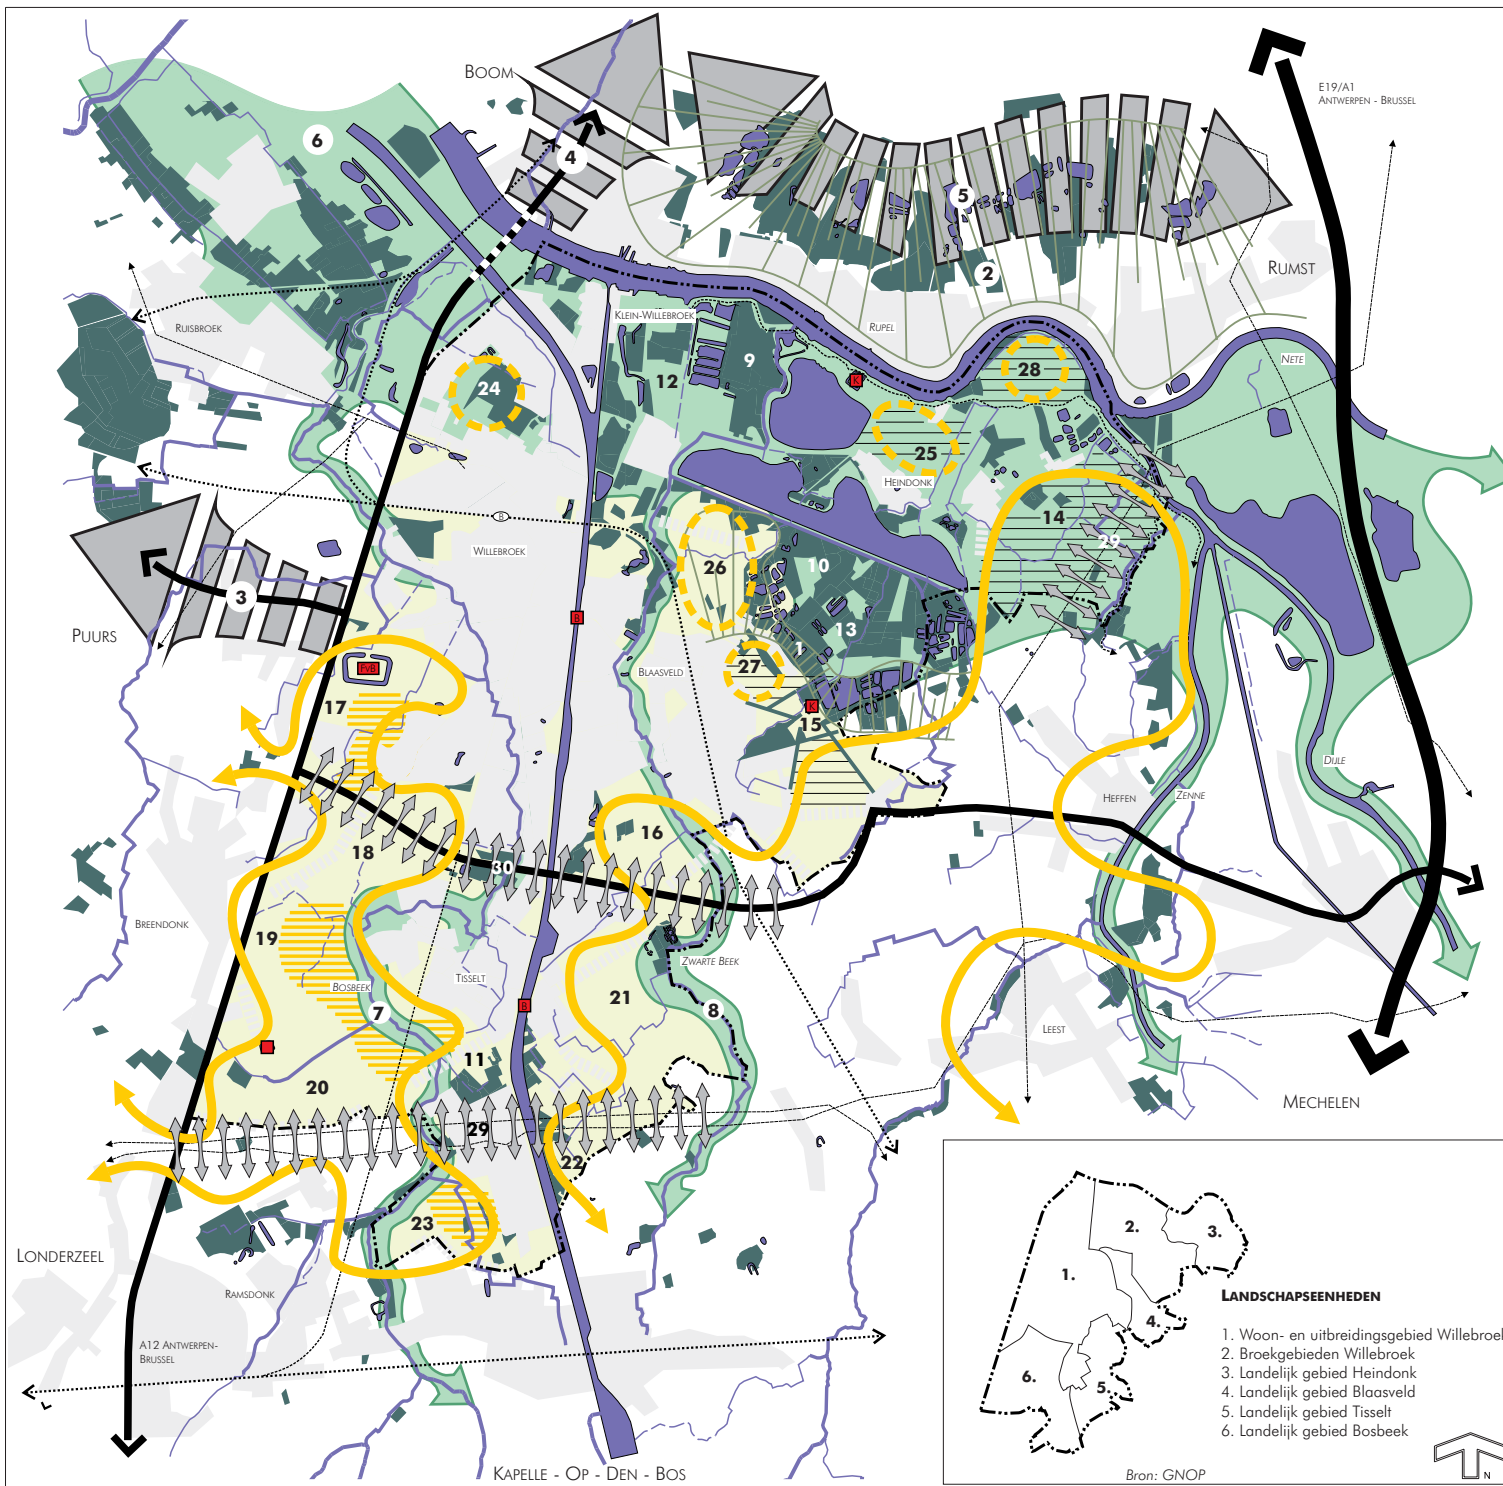 BOOM
E19/A1
ANTWERPEN - BRUSSEL
6
4
5
2
RUMST
RUISBROEK
KLEIN-WILLEBROEK
RUPEL
NETE
24
12
9
K
28
25
HEINDONK
B
WILLEBROEK
14
29
26
10
3
PUURS
B
13
1
BLAASVELD
27
FvB
17
K
15
HEFFEN
ZENNE
DIJLE
16
18
30
BREENDONK
19
TISSELT
ZWARTE BEEK
BOSBEEK
21
7
B
8
LEEST
11
20
MECHELEN
29
22
23
LONDERZEEL
RAMSDONK
A12 ANTWERPEN-
BRUSSEL
L
KAPELLE - OP - DEN - BOS
2.
3.
1.
4.
6.
5.
LANDSCHAPSEENHEDEN
1. Woon- en uitbreidingsgebied Willebroek
2. Broekgebieden Willebroek
3. Landelijk gebied Heindonk
4. Landelijk gebied Blaasveld
5. Landelijk gebied Tisselt
6. Landelijk gebied Bosbeek
Bron: GNOP
N